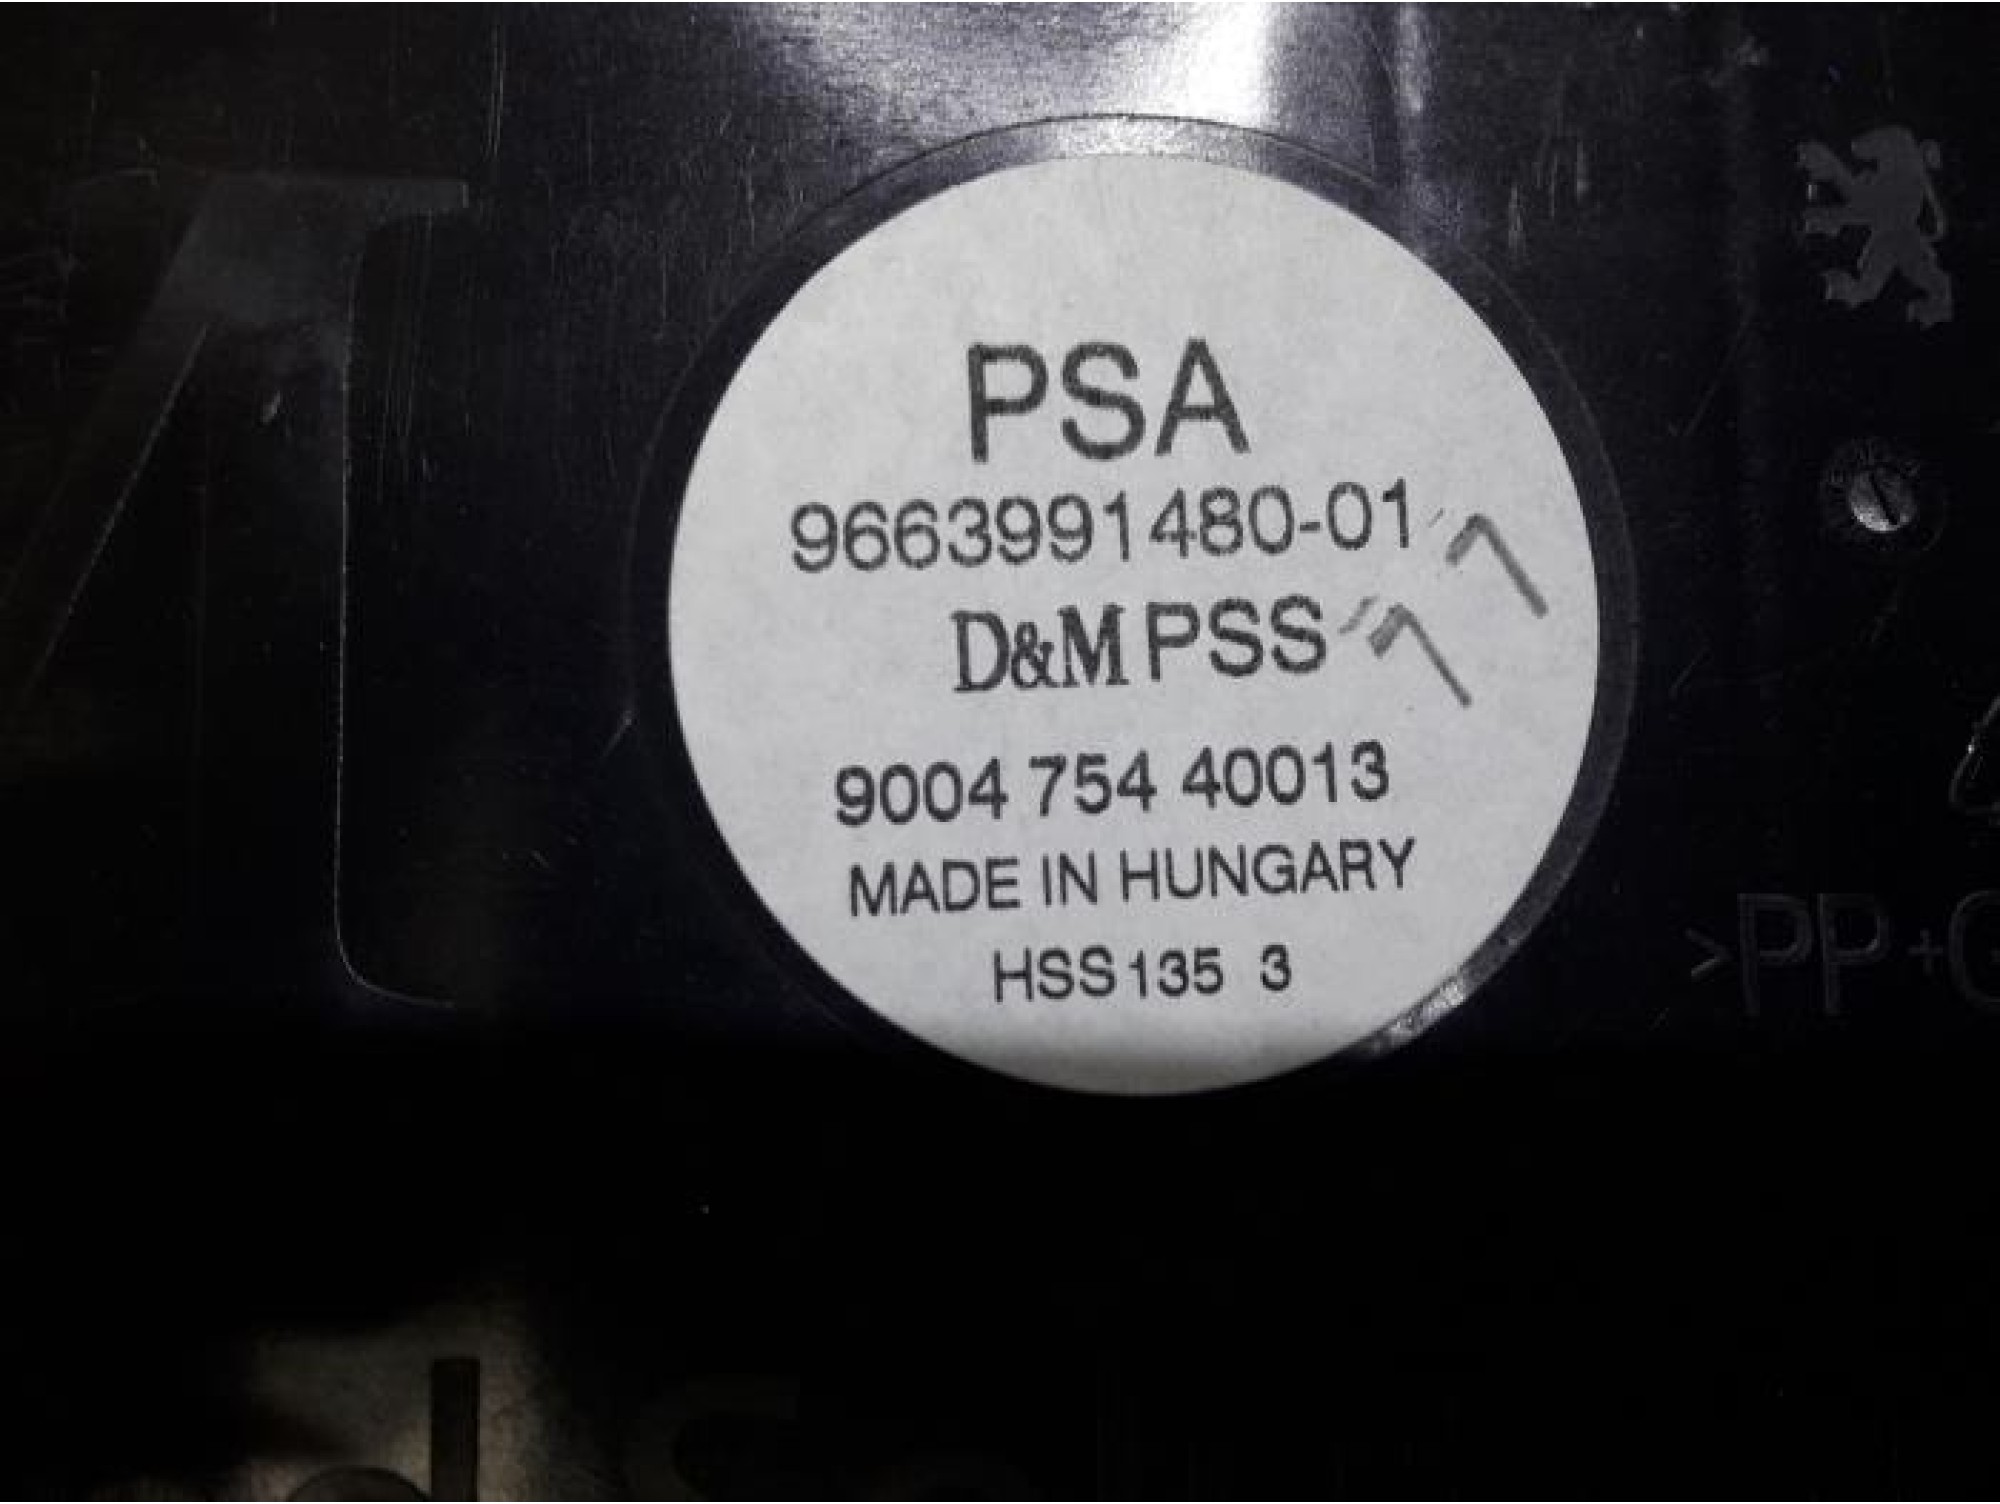 PSA
9663991480-01
D&M PSS
9004 754 40013
MADE IN HUNGARY
HSS135 3
>PP+G